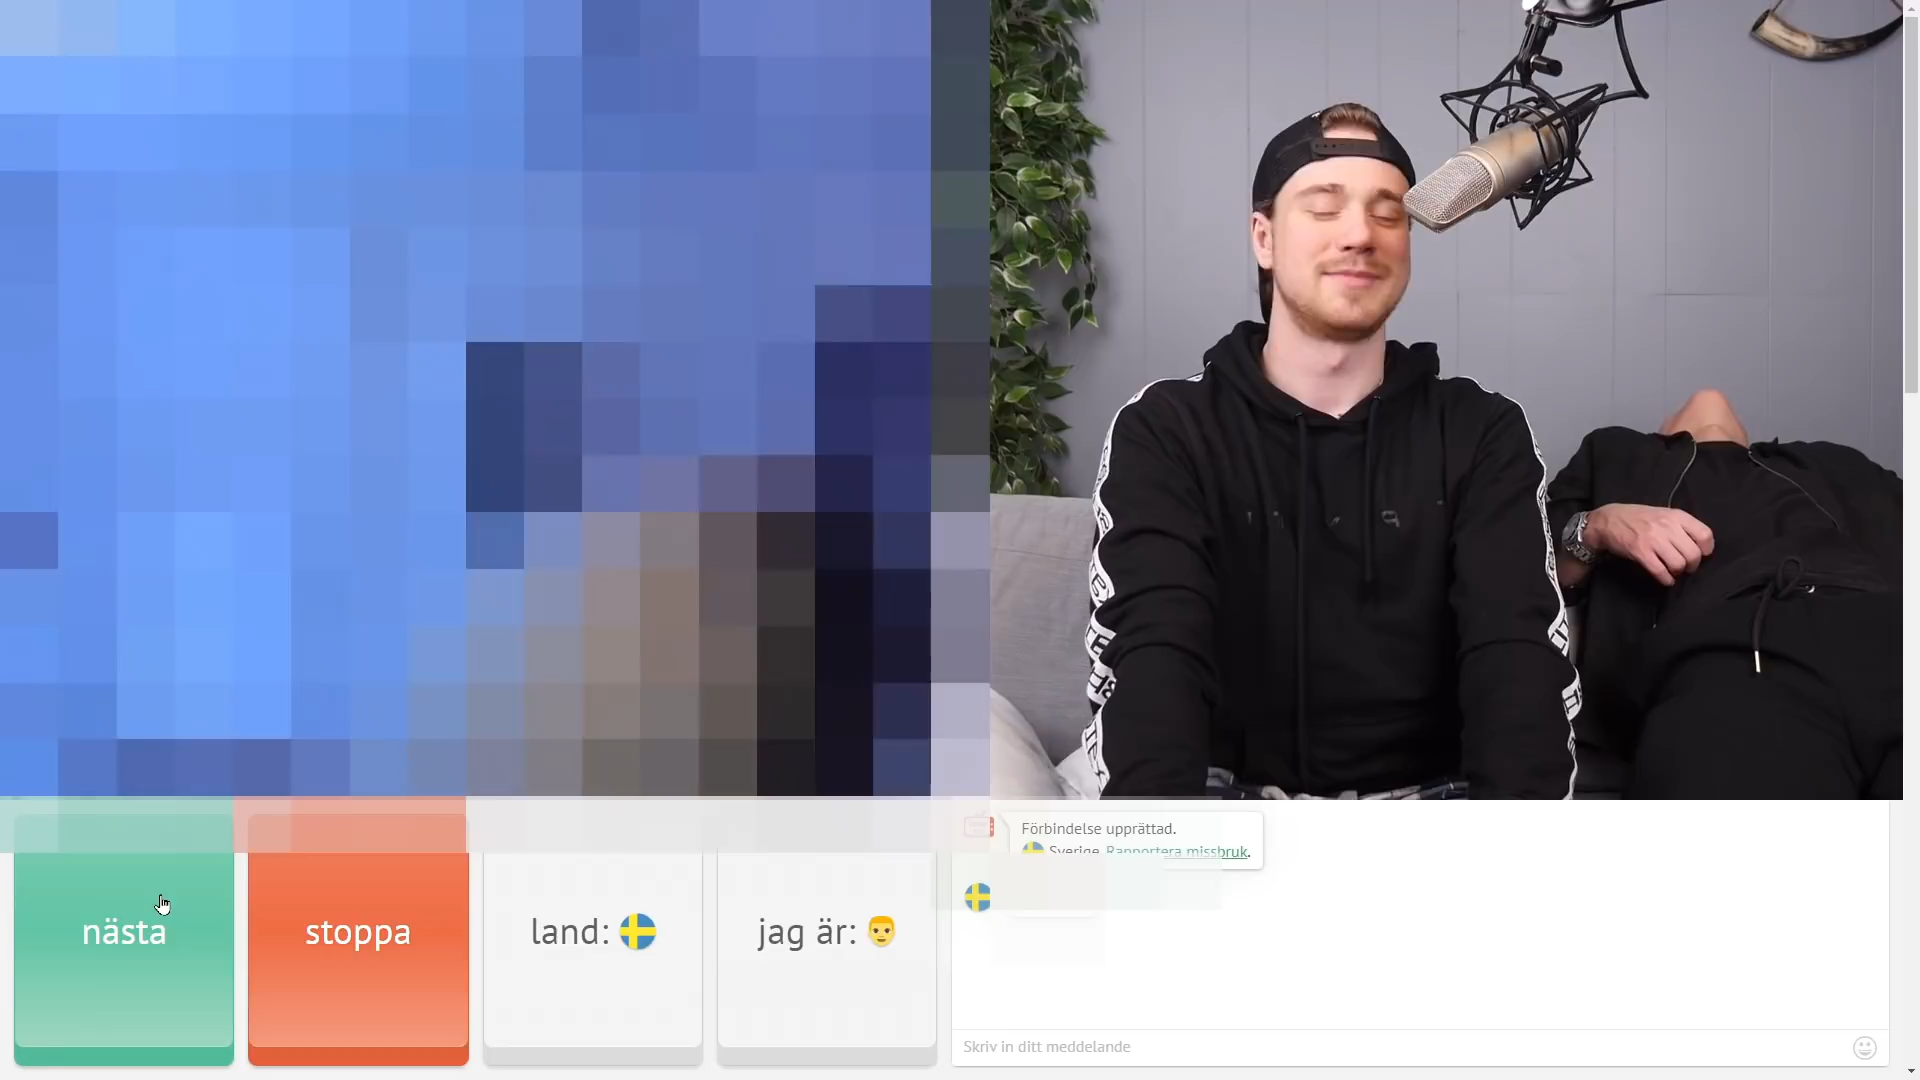 Förbindelse upprättad.
Sverige. Rapportera missbruk.
nästa
stoppa
land:
jag är:
Skriv in ditt meddelande